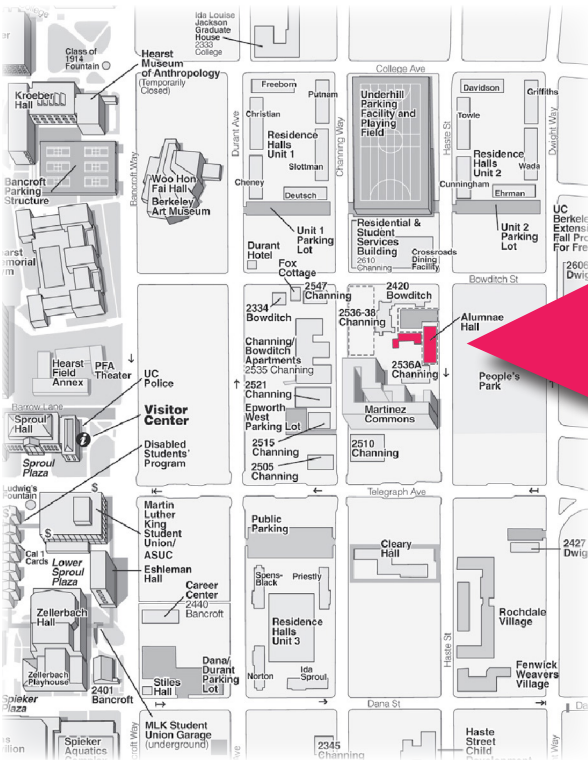 Ida Louise
Jackson
Graduate
House
2333
College
Class of
1914
Fountain
Hearst
Museum
of Anthropology
(Temporarily
Closed)
Kroeber
Hall
College Ave
Freeborn
Putnam
Christian
Residence
Halls
Unit 1
Slottman
Cheney
Deutsch
Durant Ave
Channing Way
Underhill
Parking
Facility and
Playing
Field
Haste St
Davidson
Griffiths
Towle
Residence
Halls
Unit 2
Wada
Cunningham
Ehrman
Dwight Way
Bancroft Way
Bancroft
Parking
Structure
Woo Hon
Fai Hall
Berkeley
Art Museum
Unit 1
Parking
Lot
Durant
Hotel
Residential &
Student
Services
Building
2610
Channing
Crossroads
Dining
Facility
Unit 2
Parking
Lot
UC
Fox
Cottage
Bowditch St
2547
Channing
2334
Bowditch
2536-38
Channing
2420
Bowditch
Alumnae
Hall
Channing/
Bowditch
Apartments
2535 Channing
2536A
Channing
People's
Park
Hearst
Field
Annex
PFA
Theater
UC
Police
2521
Channing
Epworth
West
Parking Lot
Martinez
Commons
Barrow Lane
Sproul
Hall
Visitor
Center
i
Sproul
Plaza
Disabled
Students'
Program
2515
Channing
2505
Channing
2510
Channing
Telegraph Ave
Ludwig's
Fountain
S
S
Martin
Luther
King
Student
Union/
ASUC
Public
Parking
Cleary
Hall
2427
Cal 1
Cards
Lower
Sproul
Plaza
Eshleman
Hall
Spens-
Black
Priestly
Career
Center
2440
Bancroft
Residence
Halls
Unit 3
Haste St
Rochdale
Village
Zellerbach
Hall
Zellerbach
Playhouse
2401
Bancroft
Stiles
Hall
Dana/
Durant
Parking
Lot
Norton
Ida
Sproul
Fenwick
Weavers
Village
Dana St
MLK Student
Union Garage
(underground)
Spieker
Plaza
Spieker
Aquatics
2345
Channing
Haste
Street
Child